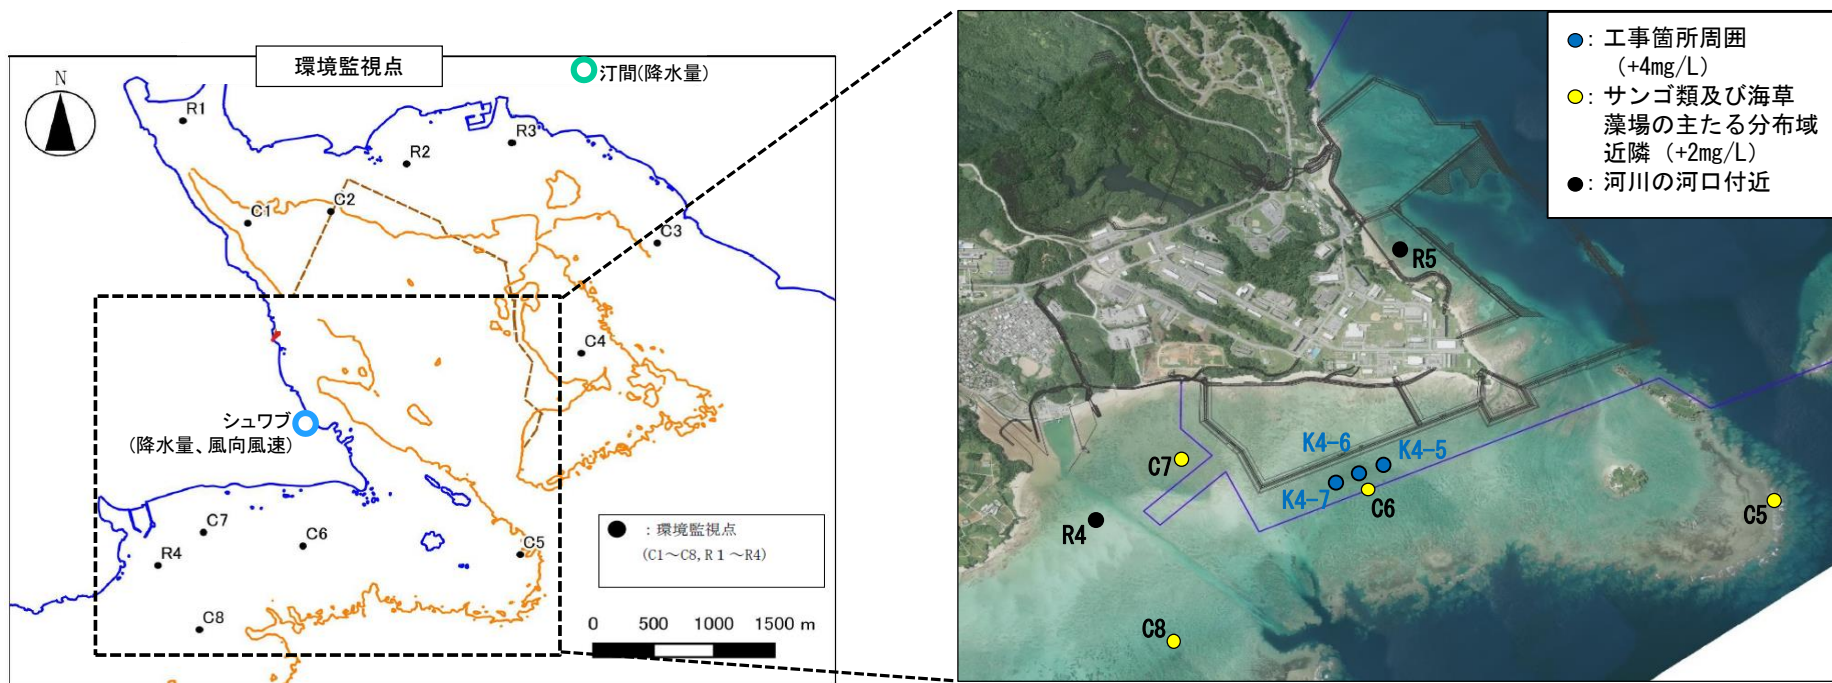 環境監視点
汀間(降水量)
N
R1
R2
R3
C1
C2
C3
C4
シュワブ
(降水量、風向風速)
C7
C6
C5
R4
C8
●：環境監視点
(C1～C8,R１～R4)
0 500 1000 1500 m
●：工事箇所周囲
(+4mg/L)
●：サンゴ類及び海草
藻場の主たる分布域
近隣 (+2mg/L)
●：河川の河口付近
R5
K4-6
K4-5
C7
K4-7
C6
C5
R4
C8